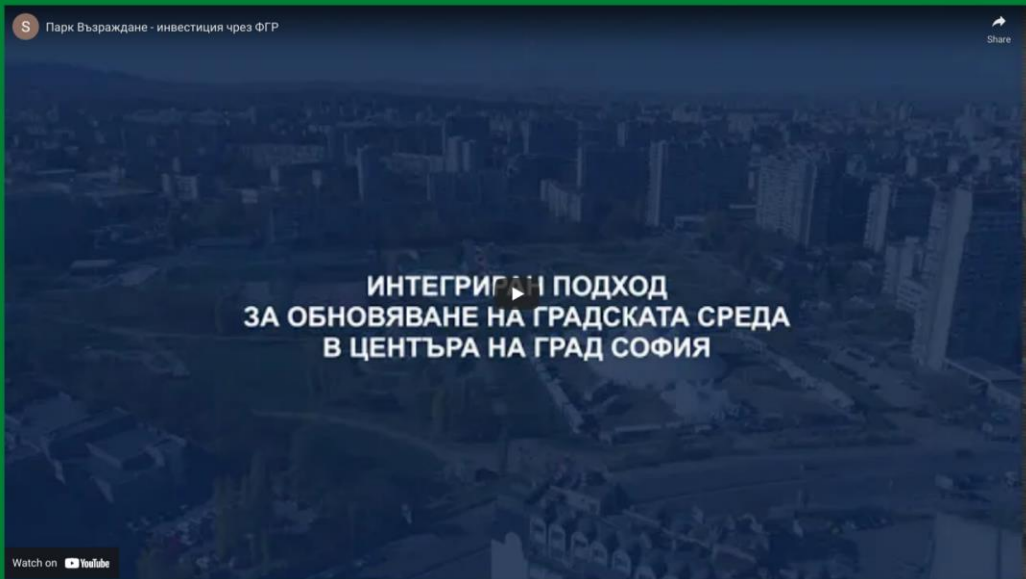 S
Парк Възраждане - инвестиция чрез ФГР
Share
ИНТЕГРИРАН ПОДХОД
ЗА ОБНОВЯВАНЕ НА ГРАДСКАТА СРЕДА
В ЦЕНТЪРА НА ГРАД СОФИЯ
Watch on YouTube